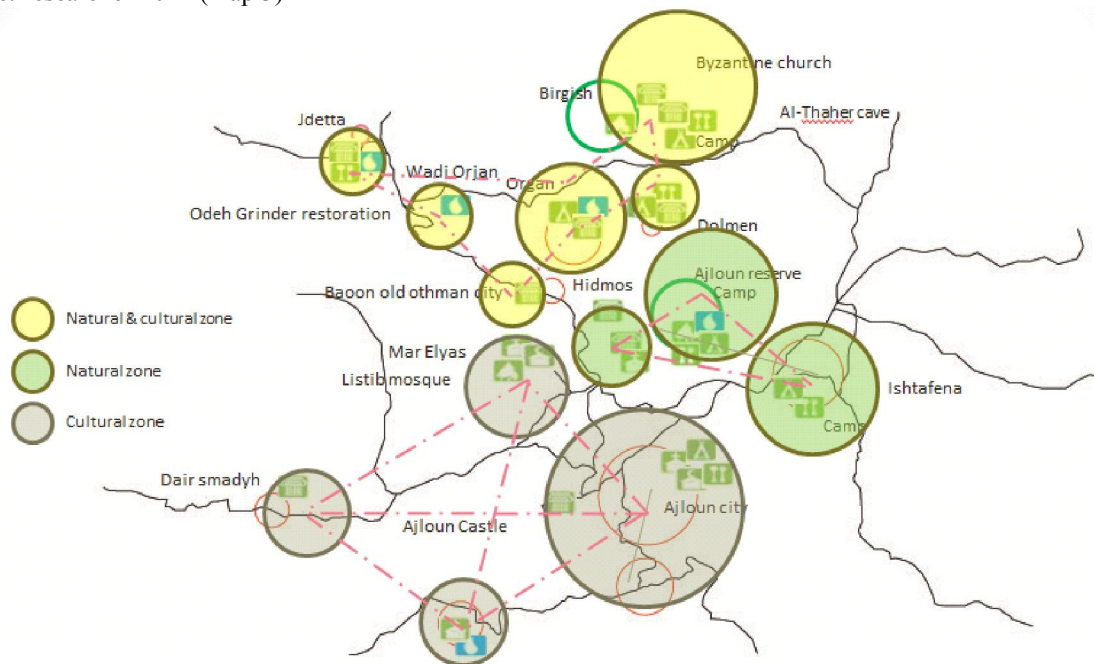 Byzantine church
Birgish
Al-Thaher cave
Jdetta
Camp
Wadi Orjan
Organ
Odeh Grinder restoration
Dolmen
Ajloun reserve
Camp
Hidmos
Baoon old othman city
Natural & cultural zone
Mar Elyas
Natural zone
Listib mosque
Ishtafena
Cultural zone
Camp
Dair smadyh
Ajloun city
Ajloun Castle